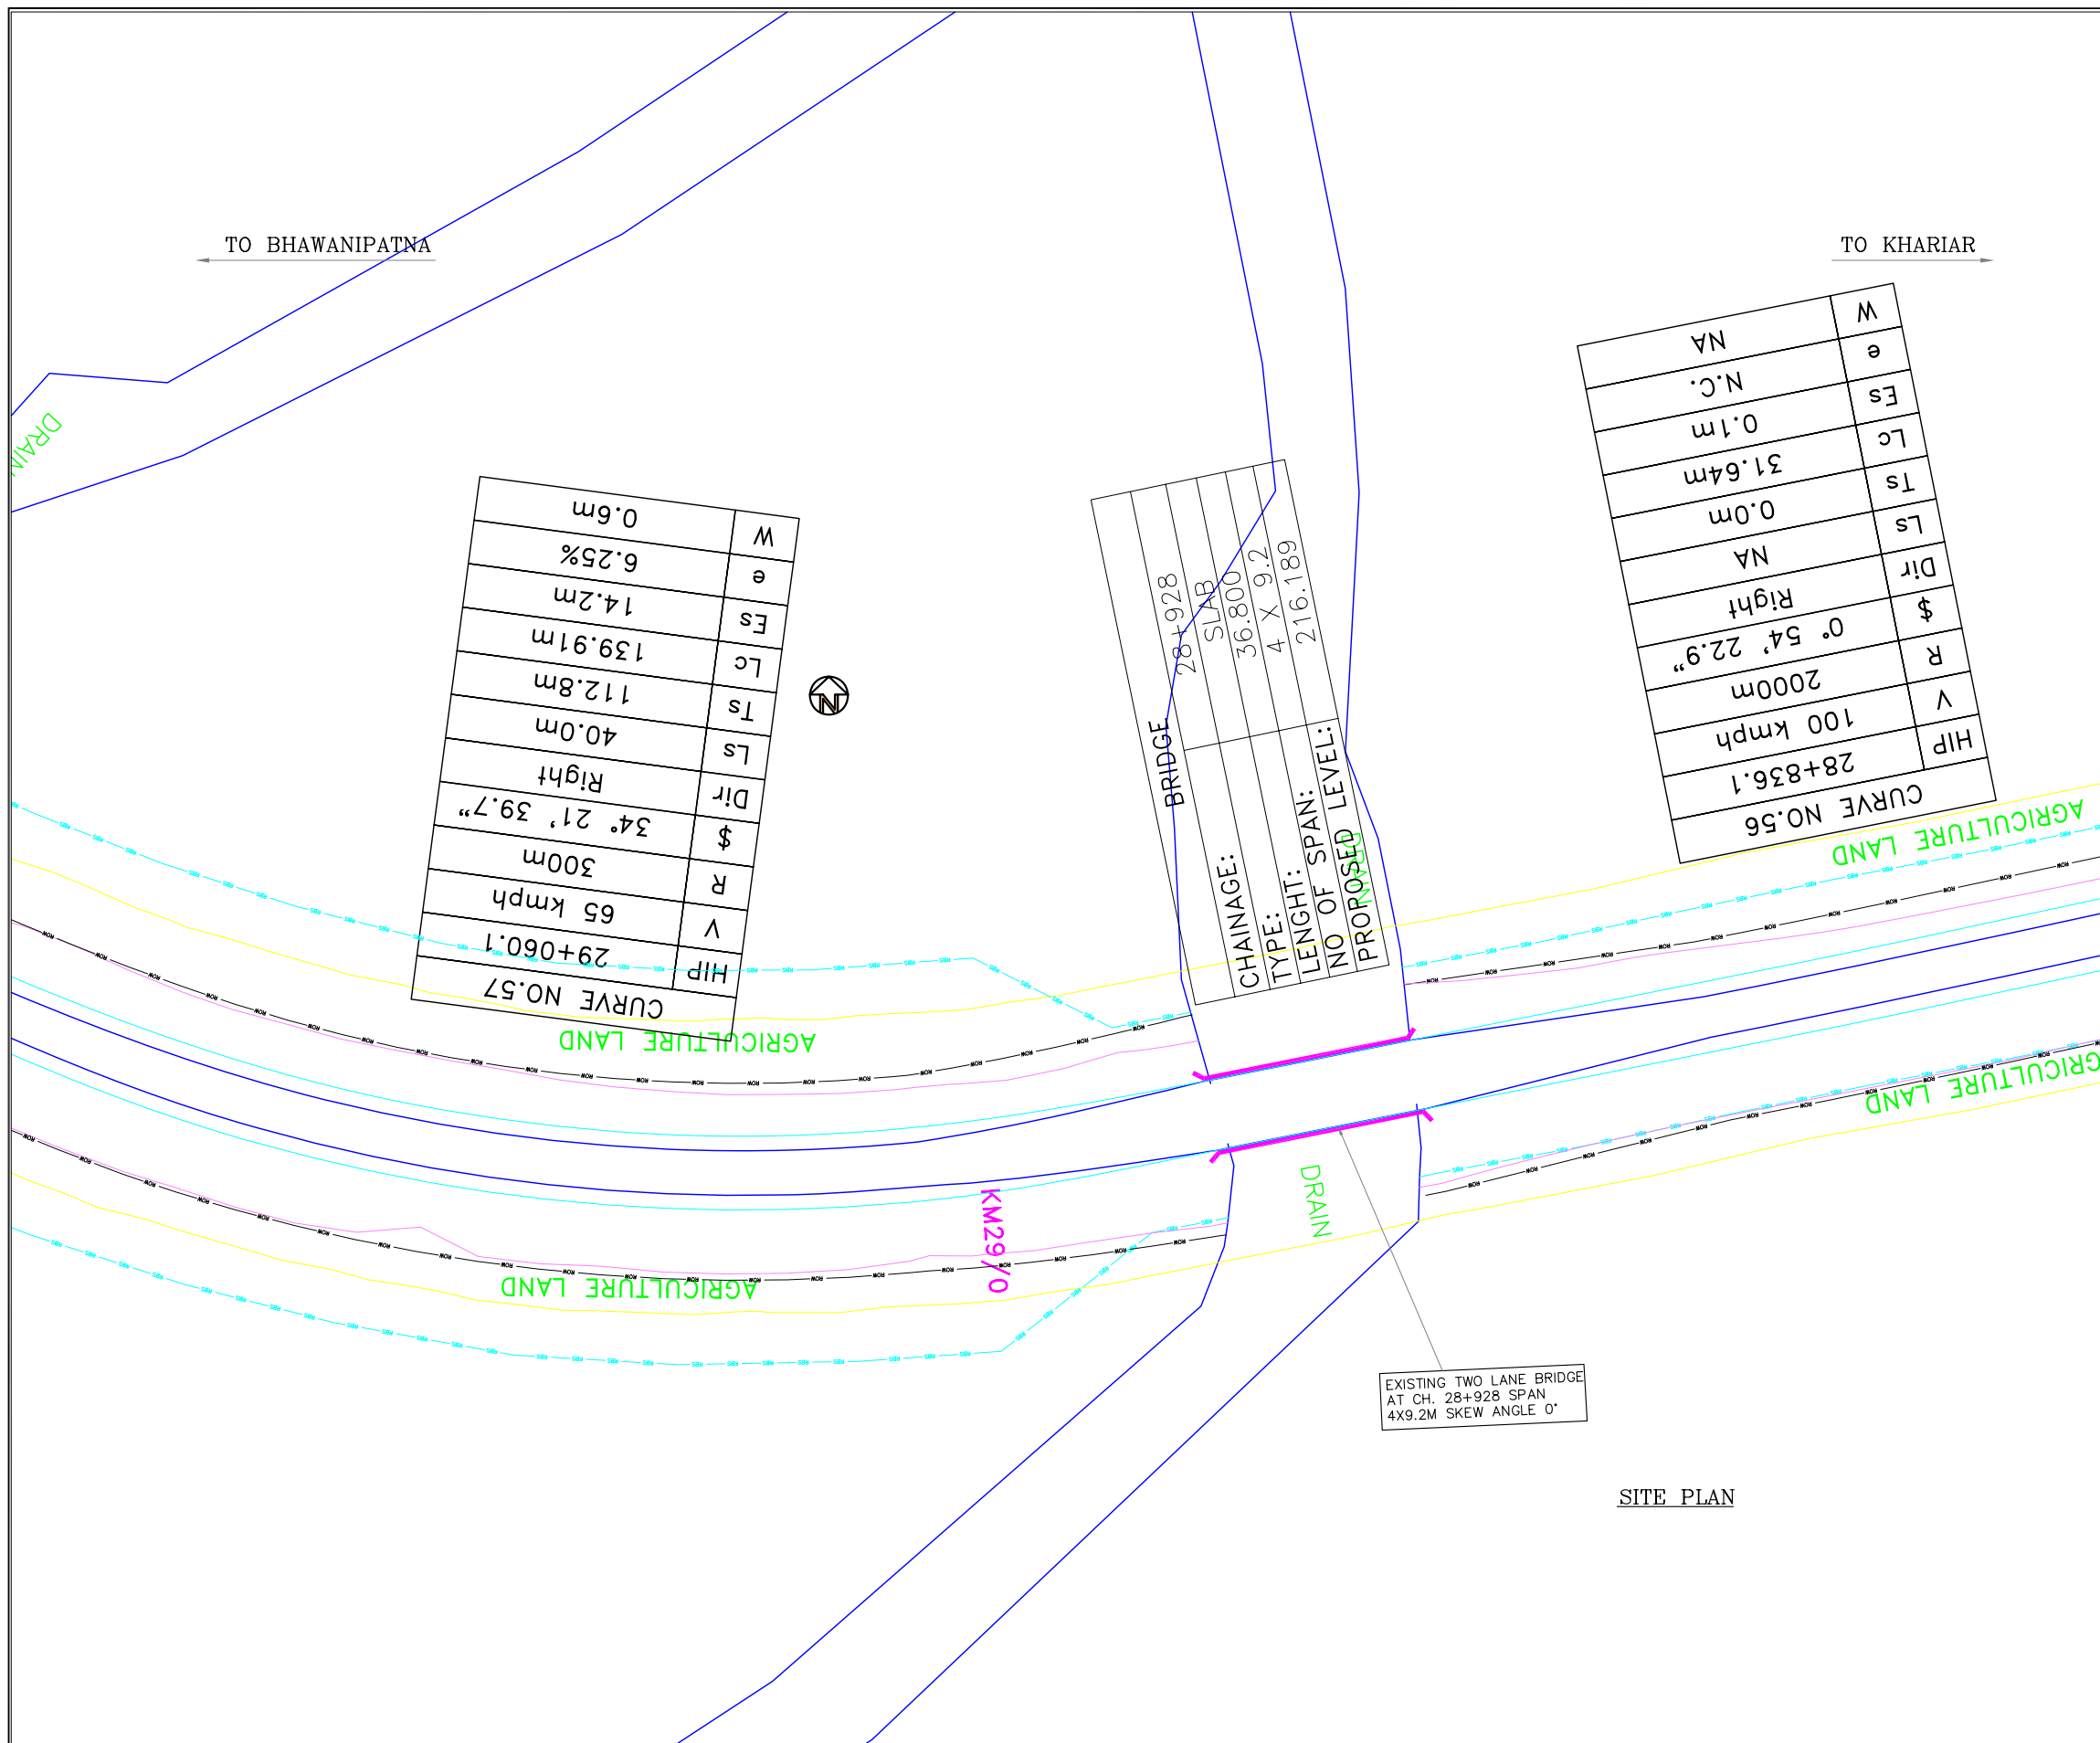 TO BHAWANIPATNA
TO KHARIAR
DRAIN
CURVE NO.57
HIP 29+060.1
V 65 kmph
R 300m
$ 34° 21' 39.7"
Dir Right
Ls 40.0m
Ts 112.8m
Lc 139.91m
Es 14.2m
e 6.25%
W 0.6m
N
BRIDGE
CHAINAGE: 28+928
TYPE: SLAB
LENGHT: 36.800
NO OF SPAN: 4 X 9.2
PROPOSED LEVEL: 216.189
DRAIN
CURVE NO.56
HIP 28+836.1
V 100 kmph
R 2000m
$ 0° 54' 22.9"
Dir Right
Ls NA
Ts 0.0m
Lc 31.64m
Es 0.1m
e N.C.
W NA
AGRICULTURE LAND
AGRICULTURE LAND
AGRICULTURE LAND
AGRICULTURE LAND
KM29/0
DRAIN
ROW
RBS
EXISTING TWO LANE BRIDGE
AT CH. 28+928 SPAN
4X9.2M SKEW ANGLE 0°
SITE PLAN